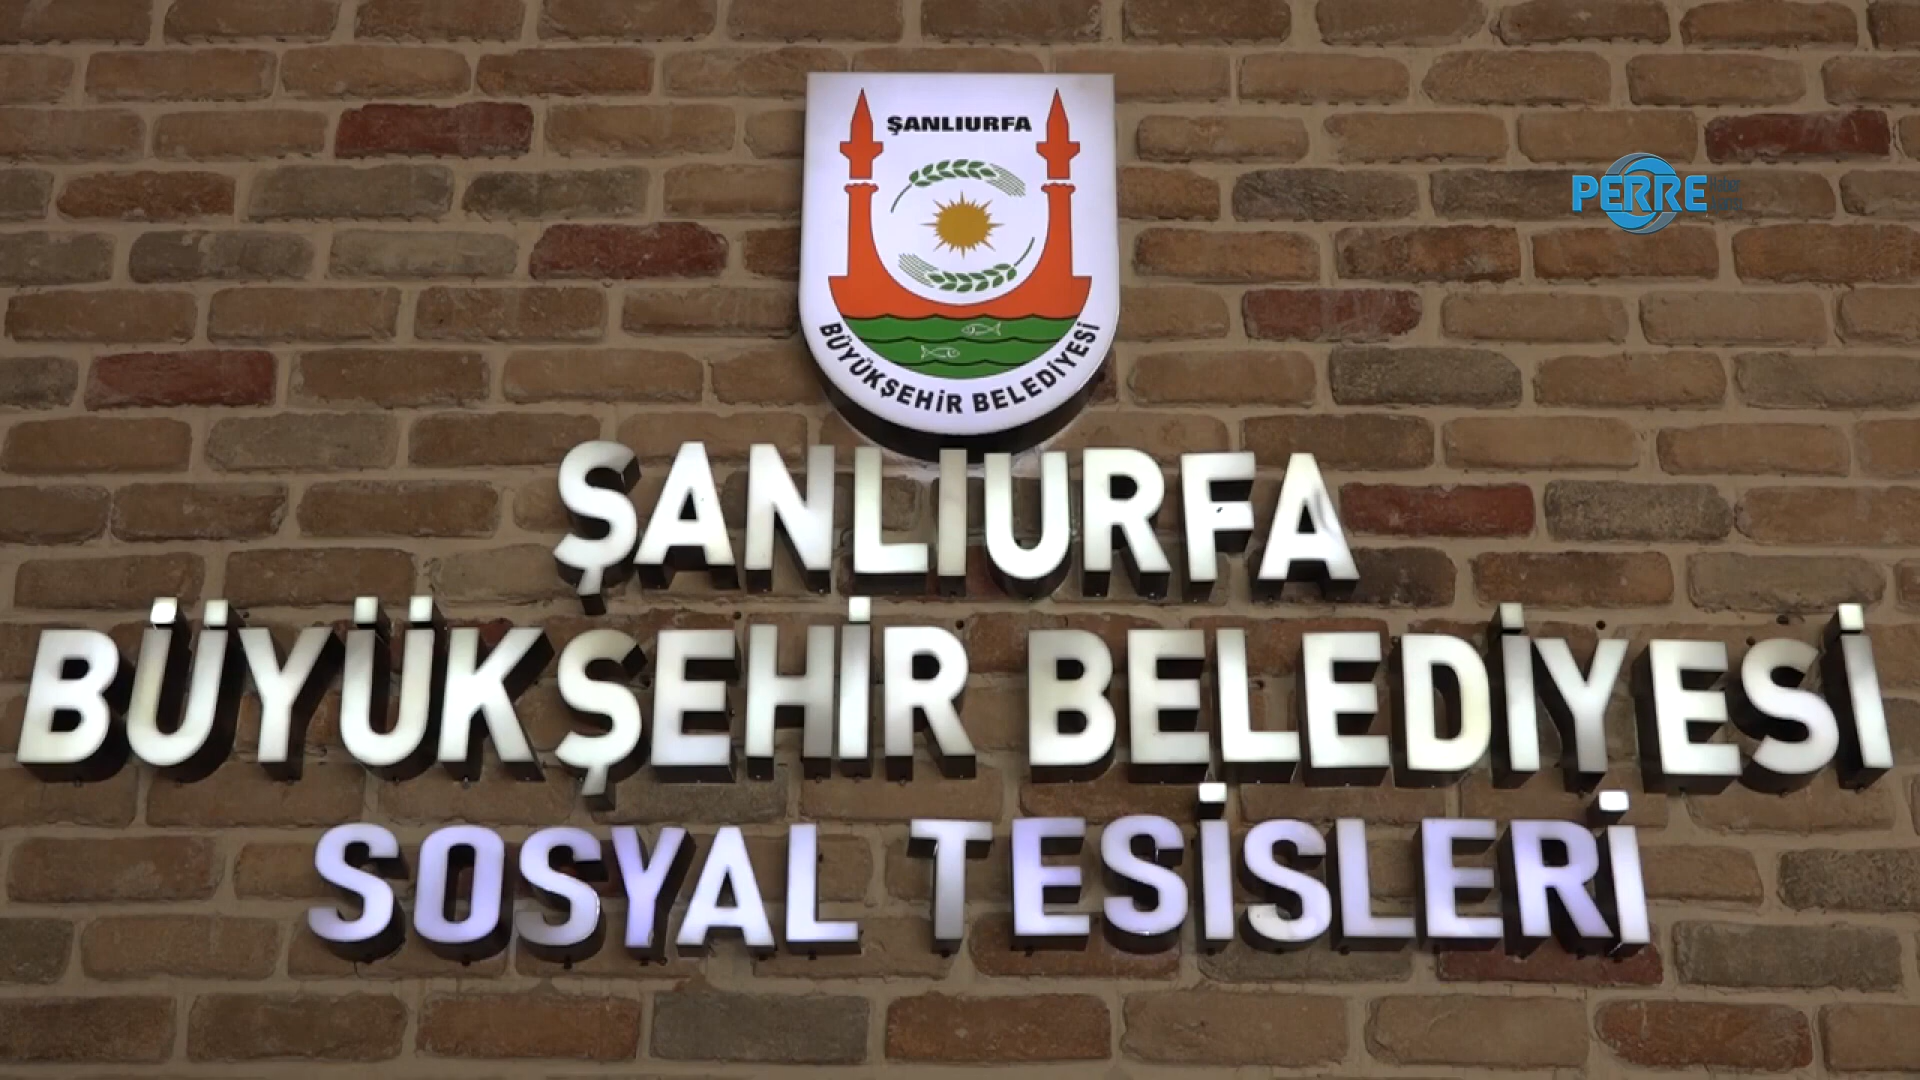 ŞANLIURFA
BÜYÜKŞEHİR BELEDİYESİ
PERRE
ŞANLIURFA
BÜYÜKŞEHİR BELEDİYESİ
SOSYAL TESİSLERİ